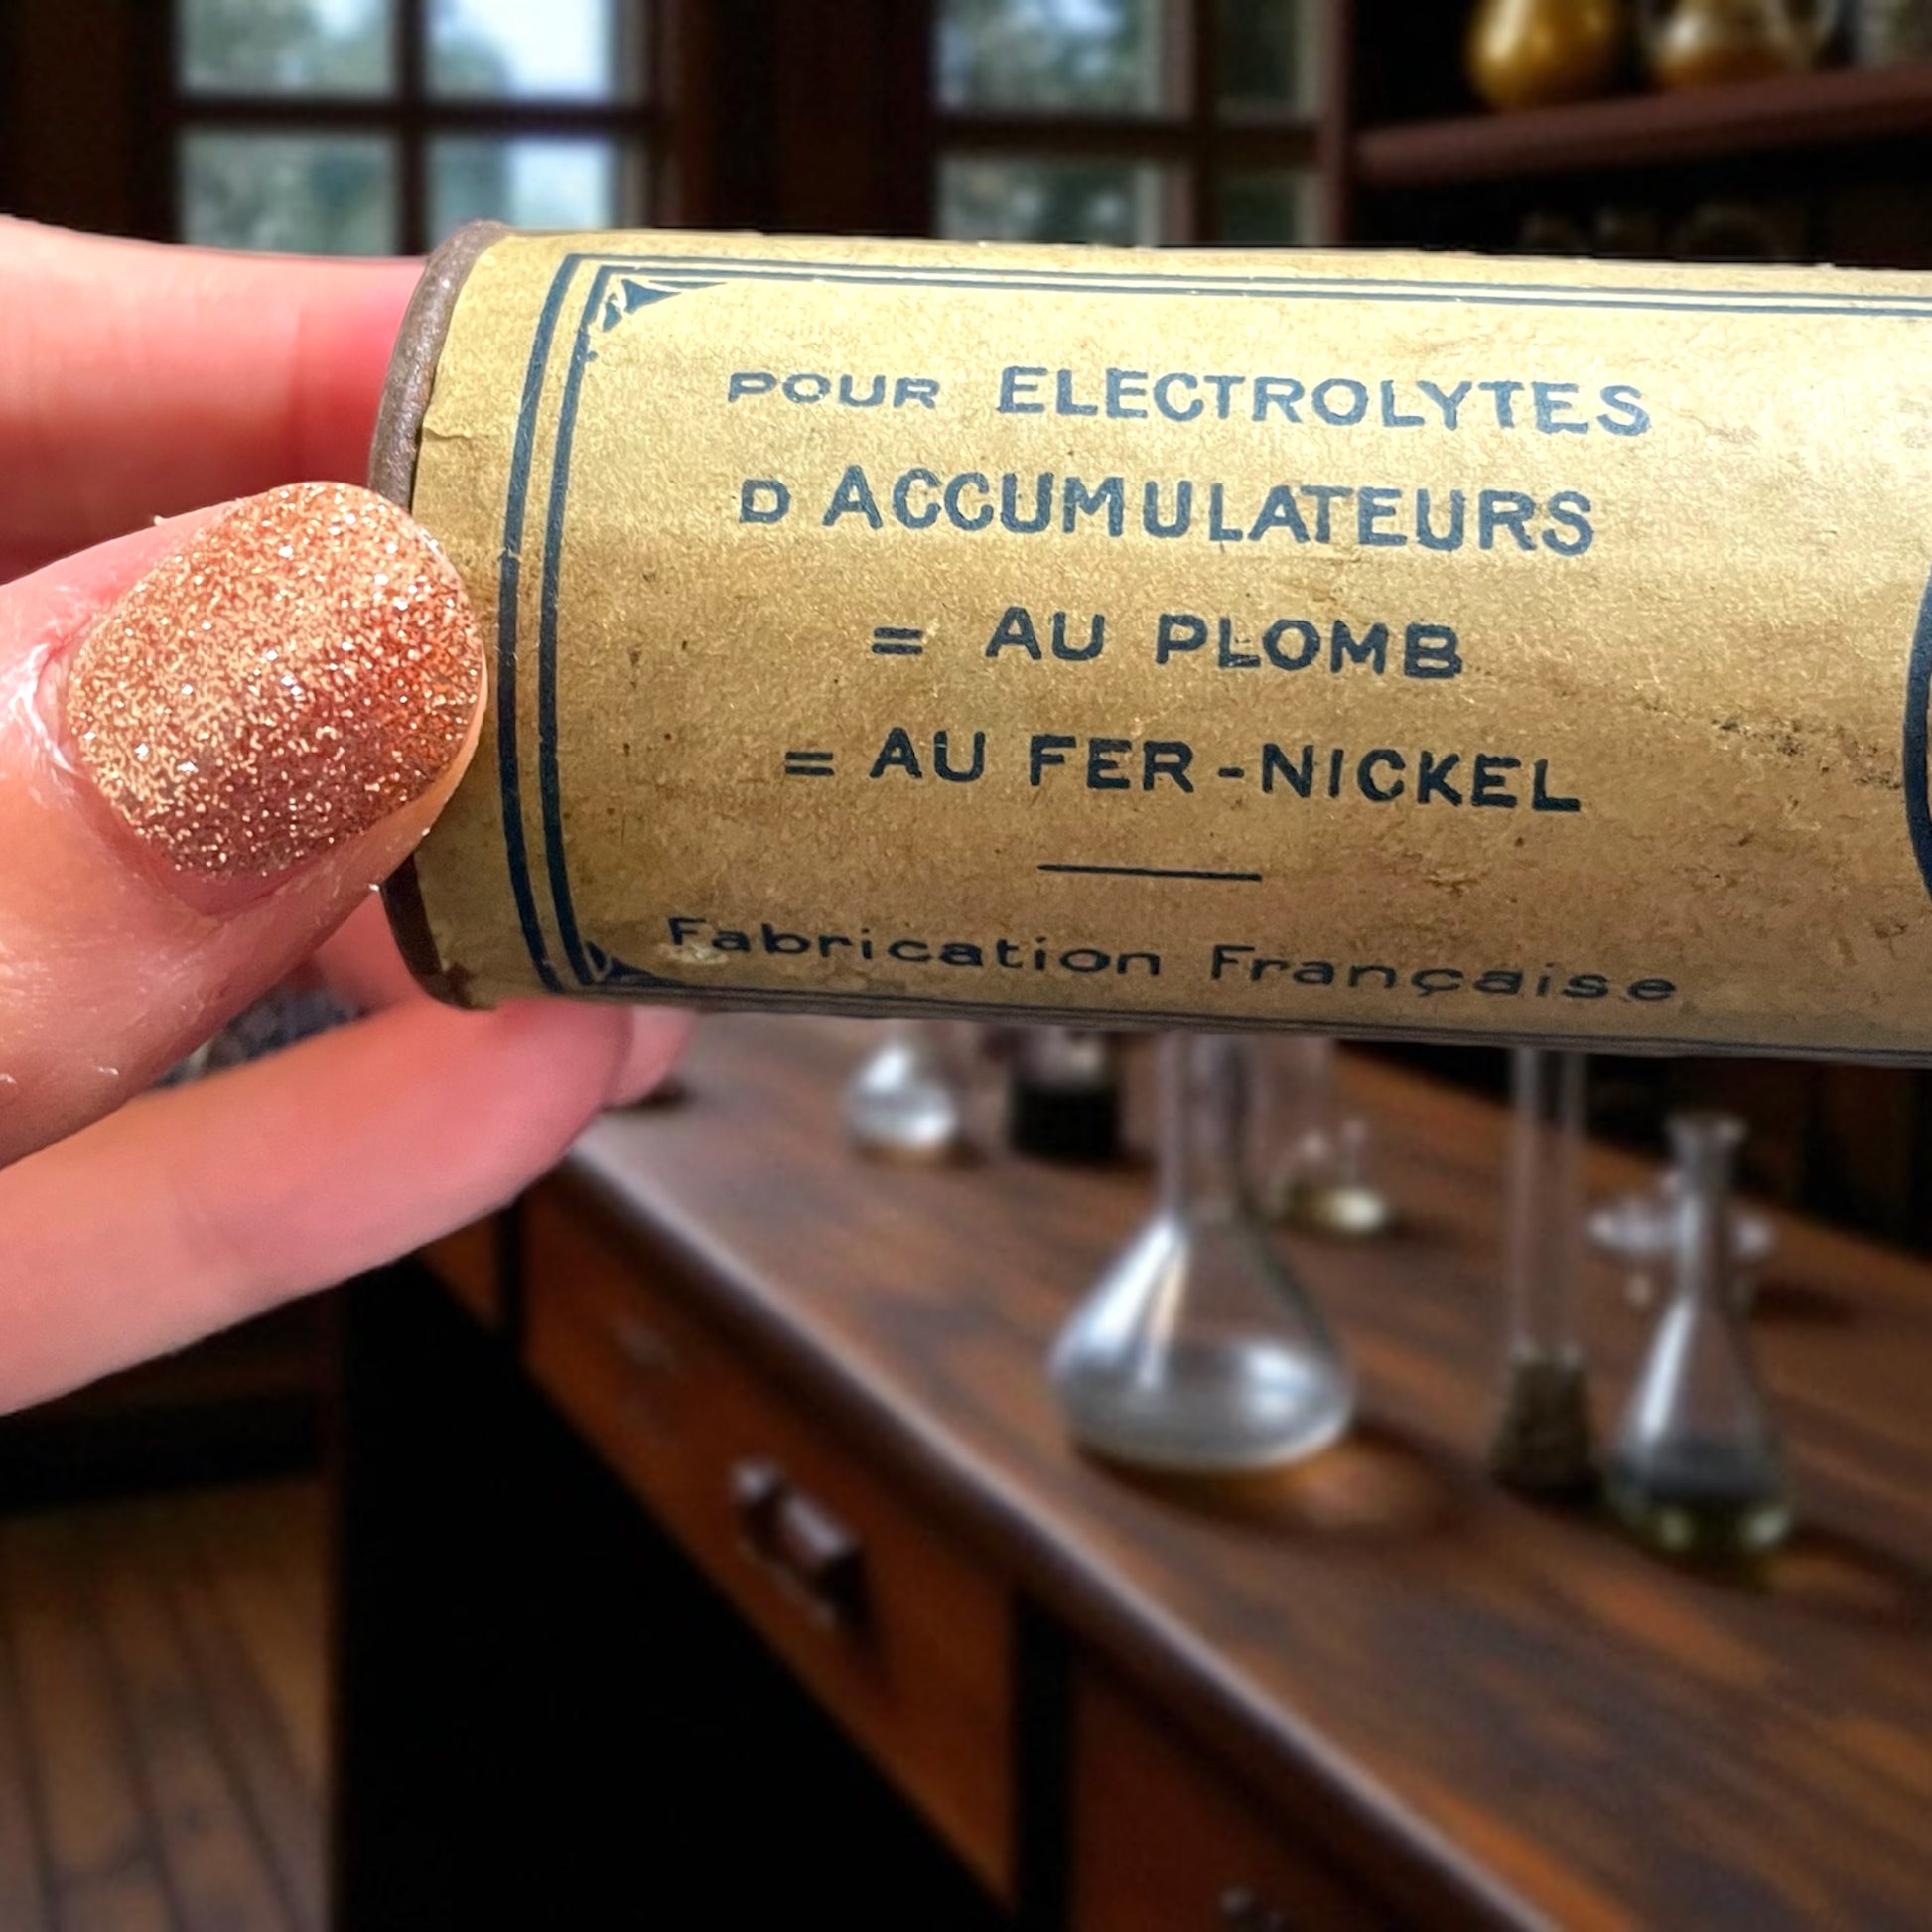 POUR ELECTROLYTES
D ACCUMULATEURS
= AU PLOMB
= AU FER-NICKEL
Fabrication Française